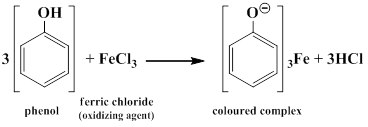 OH
O⊖
3 + FeCl₃ → ₃Fe + 3HCl
phenol
ferric chloride
(oxidizing agent)
coloured complex